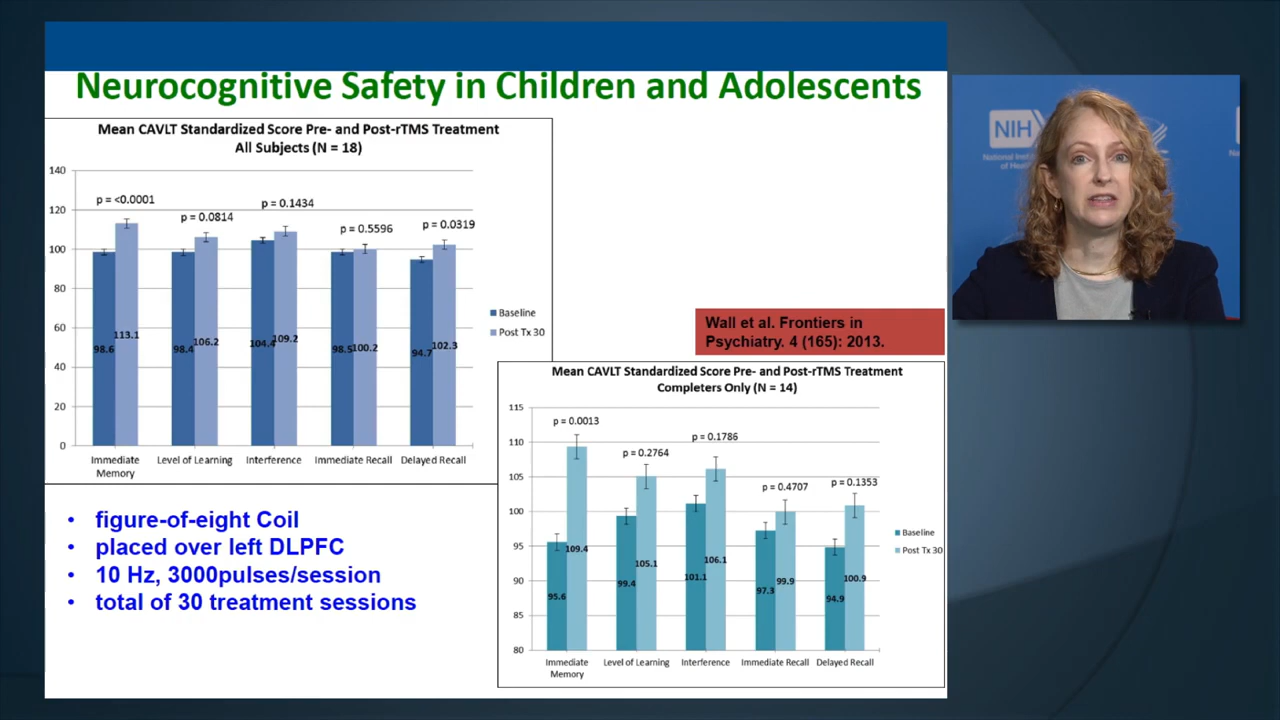 Neurocognitive Safety in Children and Adolescents
Mean CAVLT Standardized Score Pre- and Post-rTMS Treatment
All Subjects (N = 18)
140
120
100
80
60
40
20
0
p = <0.0001
p = 0.0814
p = 0.1434
p = 0.5596
p = 0.0319
98.6
113.1
98.4
106.2
104.4
109.2
98.5
100.2
94.7
102.3
Immediate
Memory
Level of Learning
Interference
Immediate Recall
Delayed Recall
Baseline
Post Tx 30
NIH
Wall et al. Frontiers in
Psychiatry. 4 (165): 2013.
Mean CAVLT Standardized Score Pre- and Post-rTMS Treatment
Completers Only (N = 14)
115
110
105
100
95
90
85
80
p = 0.0013
p = 0.2764
p = 0.1786
p = 0.4707
p = 0.1353
95.6
109.4
99.4
105.1
101.1
106.1
97.3
99.9
94.9
100.9
Immediate
Memory
Level of Learning
Interference
Immediate Recall
Delayed Recall
Baseline
Post Tx 30
• figure-of-eight Coil
• placed over left DLPFC
• 10 Hz, 3000pulses/session
• total of 30 treatment sessions